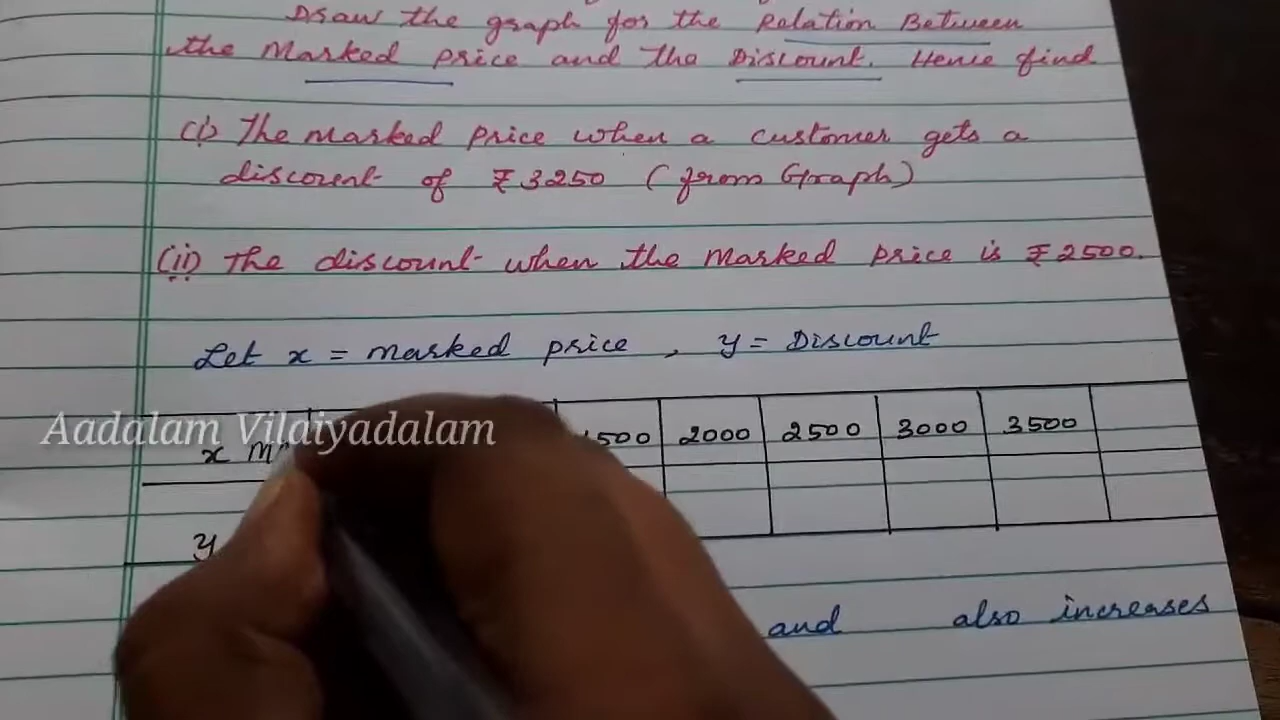 Draw the graph for the Relation Between
the Marked price and the Discount. Hence find
(i) The marked price when a customer gets a
discount of ₹3250 (from Graph)
(ii) The discount when the marked price is ₹2500.
Let x = marked price, y = Discount
Aadalam Vilaiyadalam
x 1500 2000 2500 3000 3500
y
and also increases